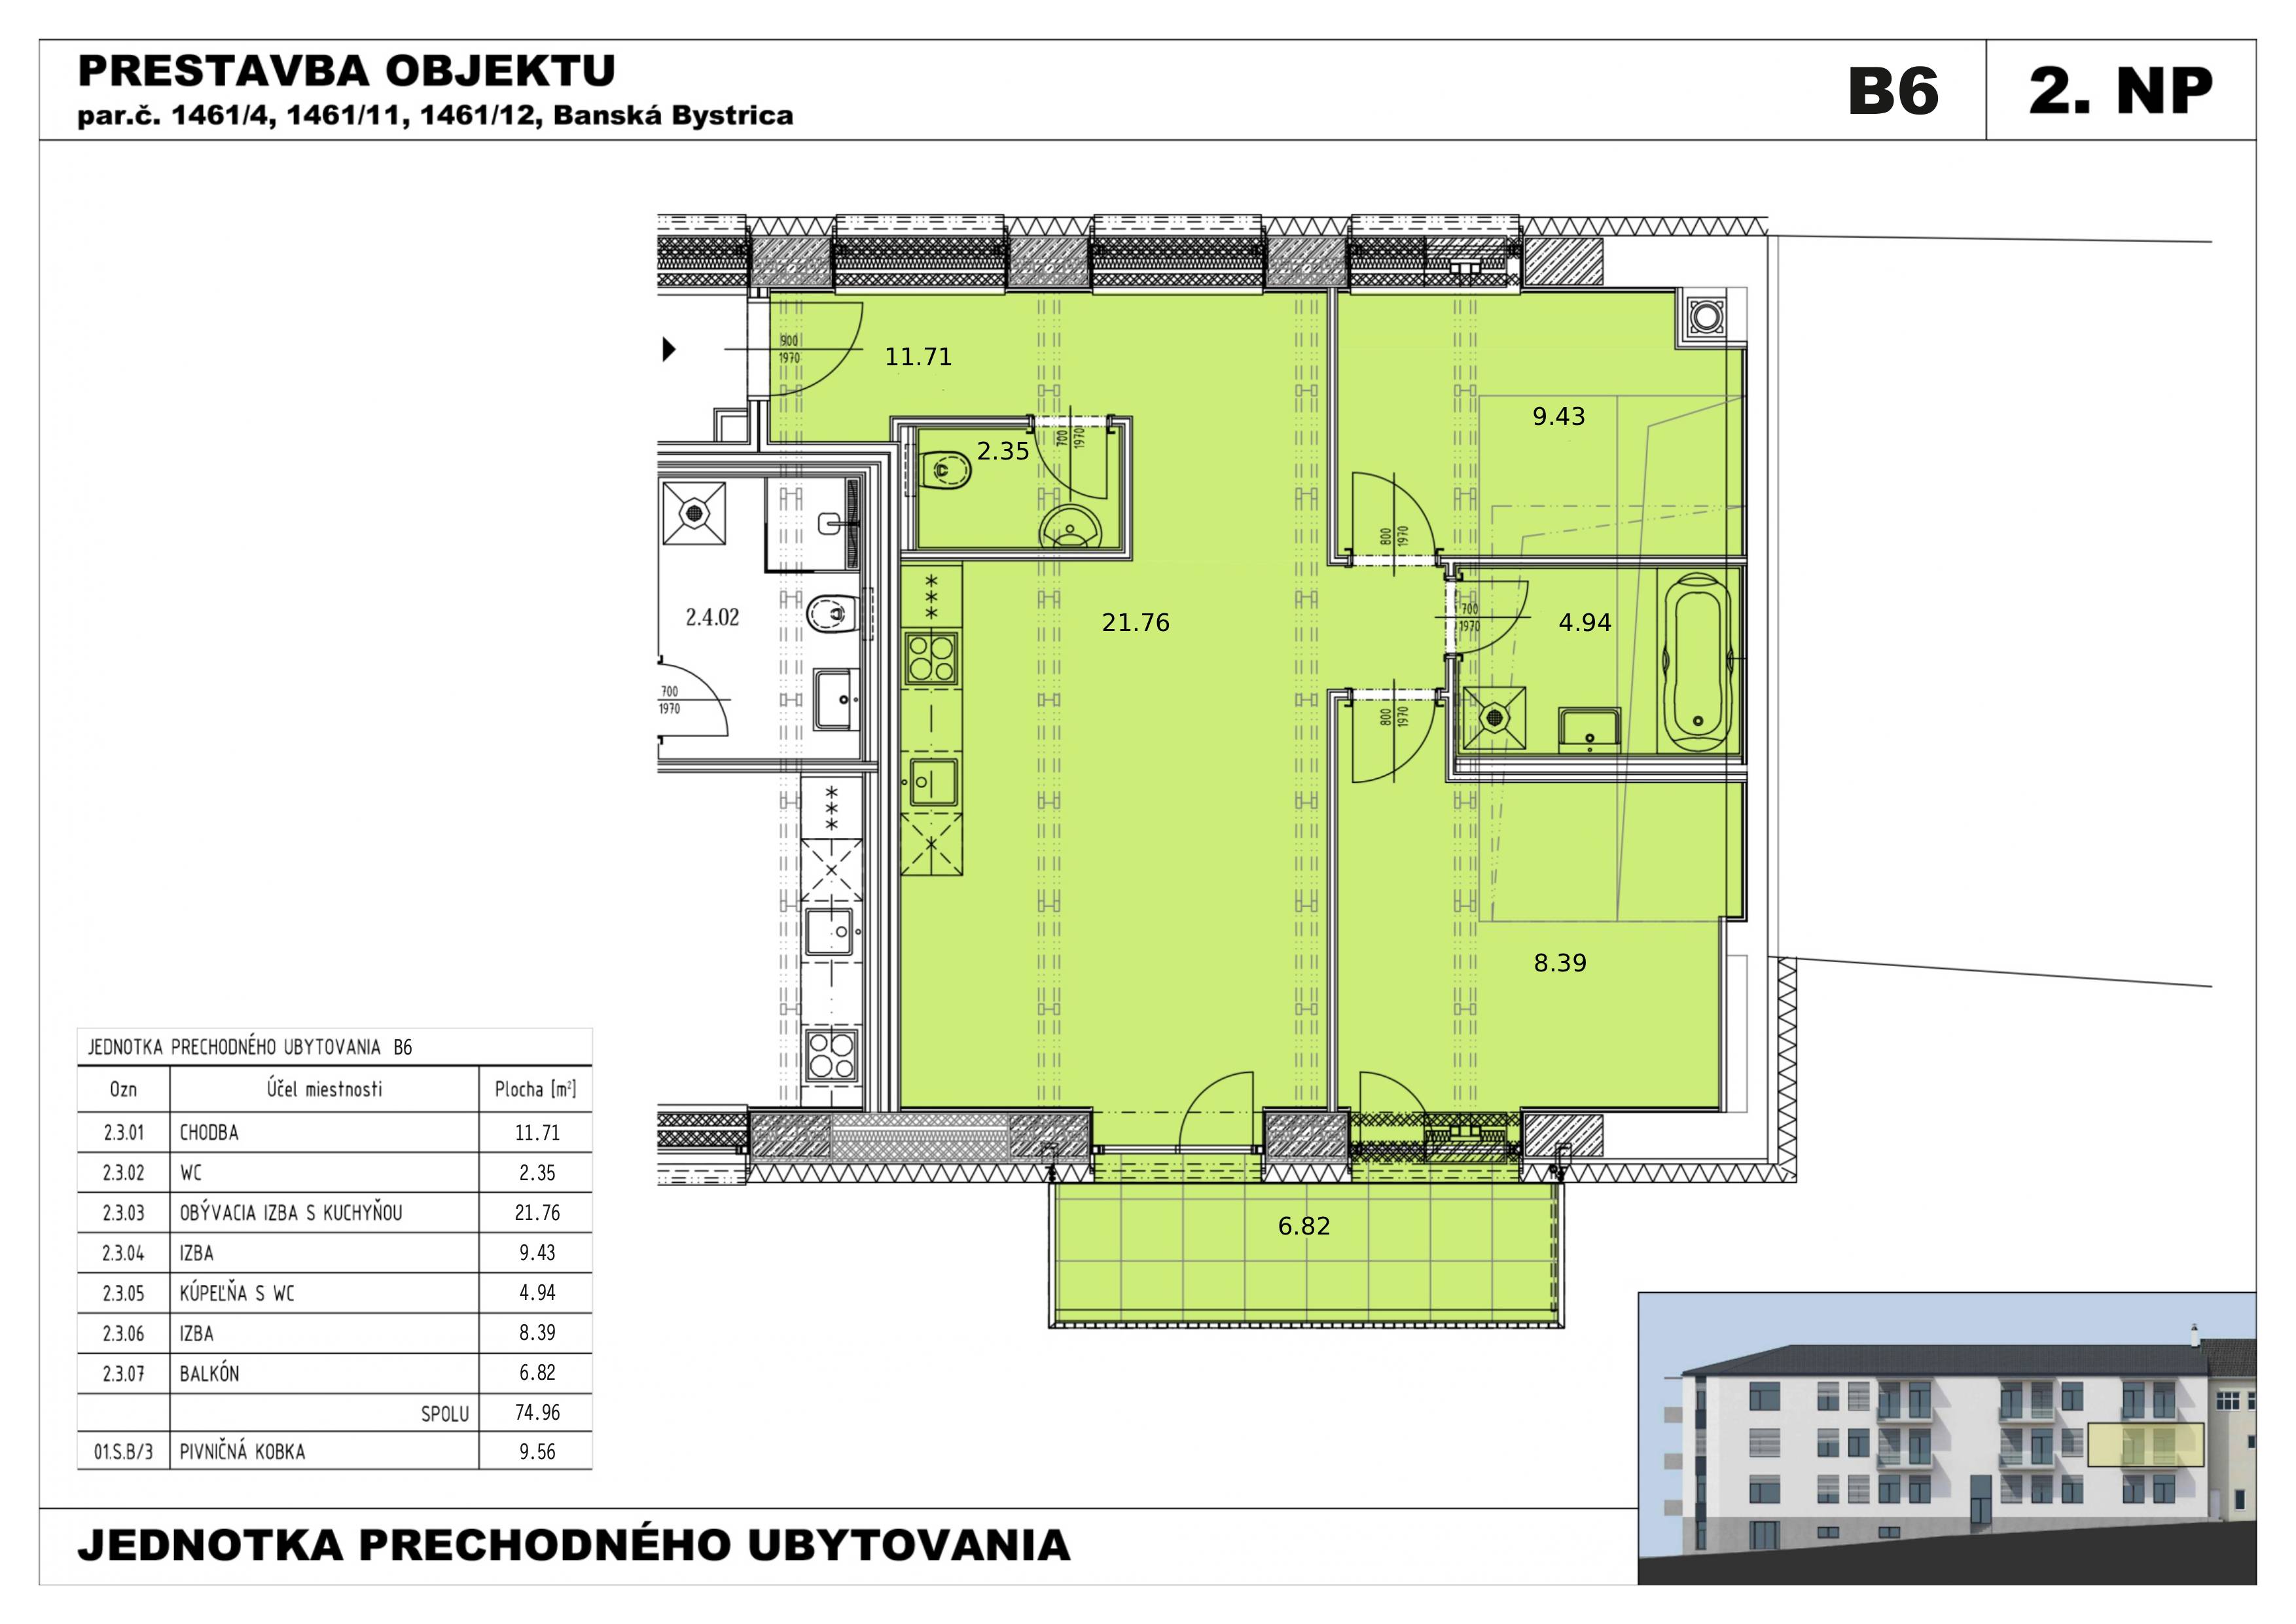 PRESTAVBA OBJEKTU
par.č. 1461/4, 1461/11, 1461/12, Banská Bystrica
B6
2. NP
900
1970
11.71
9.43
2.35
700
1970
800
1970
2.4.02
21.76
700
1970
4.94
700
1970
800
1970
8.39
6.82
JEDNOTKA PRECHODNÉHO UBYTOVANIA B6
Ozn Účel miestnosti Plocha [m²]
2.3.01 CHODBA 11.71
2.3.02 WC 2.35
2.3.03 OBÝVACIA IZBA S KUCHYŇOU 21.76
2.3.04 IZBA 9.43
2.3.05 KÚPEĽŇA S WC 4.94
2.3.06 IZBA 8.39
2.3.07 BALKÓN 6.82
SPOLU 74.96
01.S.B/3 PIVNIČNÁ KOBKA 9.56
JEDNOTKA PRECHODNÉHO UBYTOVANIA